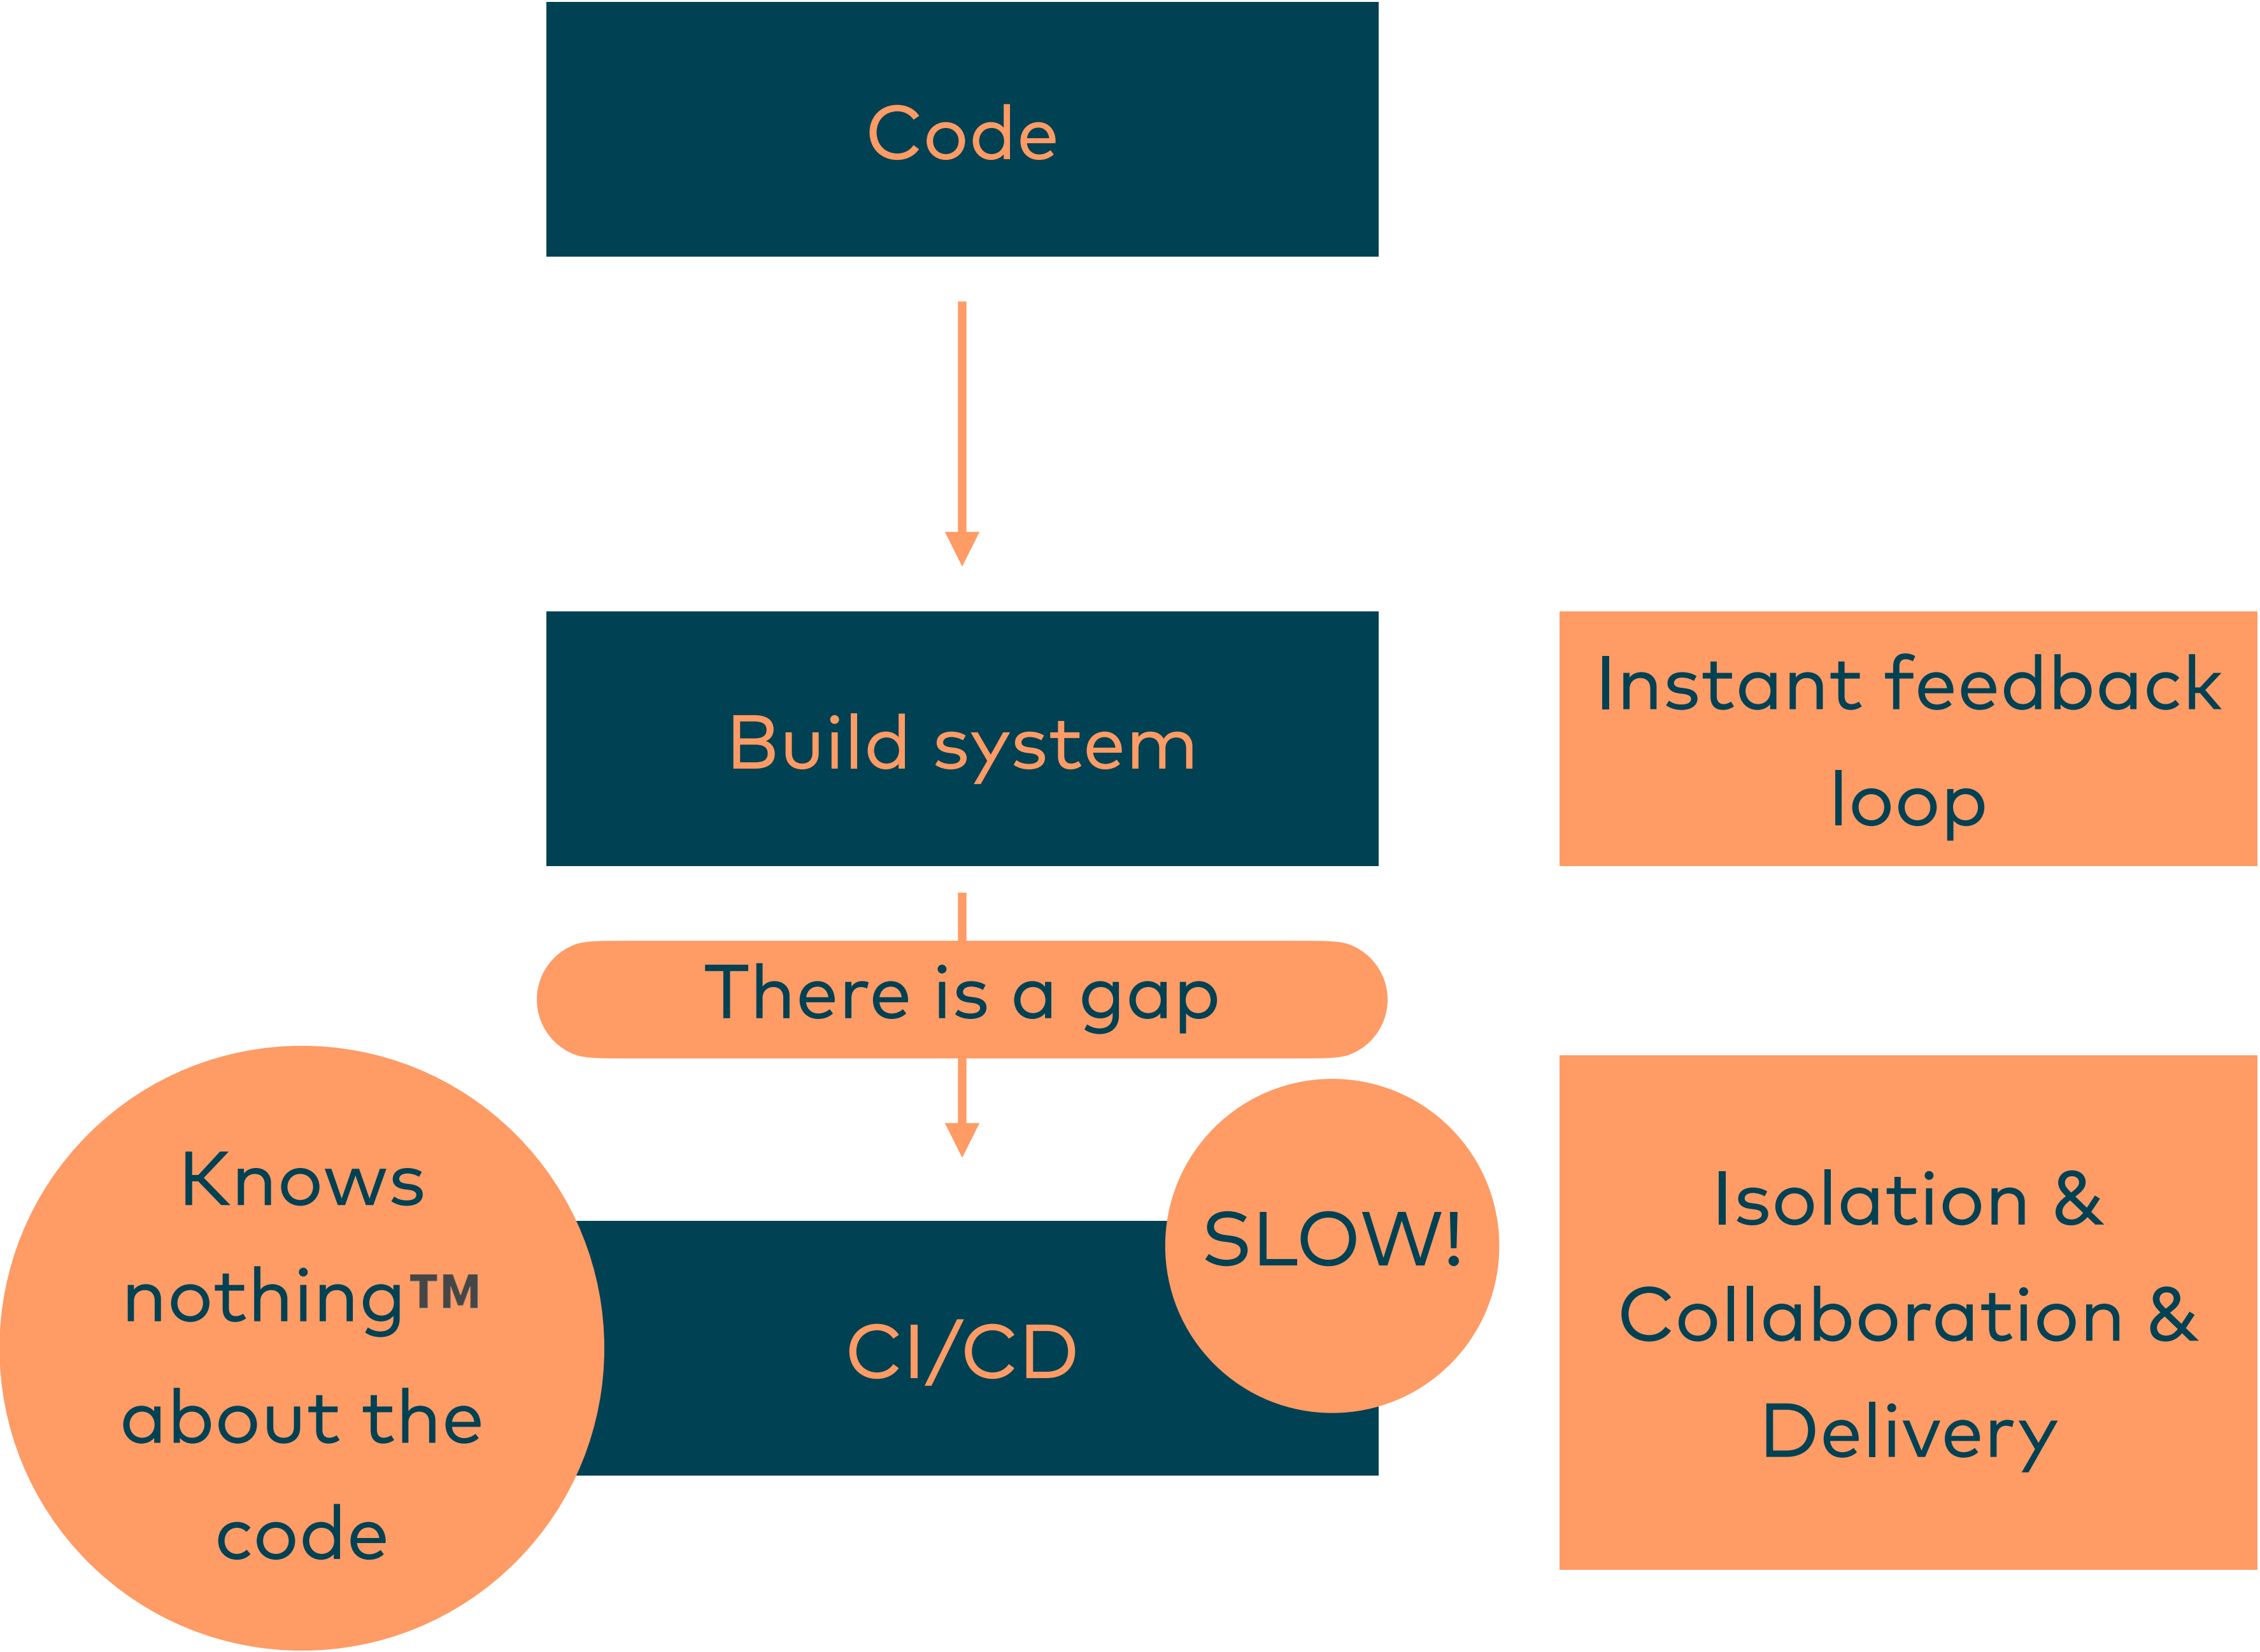 Code
Build system
Instant feedback
loop
There is a gap
Knows
nothing™
about the
code
SLOW!
CI/CD
Isolation &
Collaboration &
Delivery